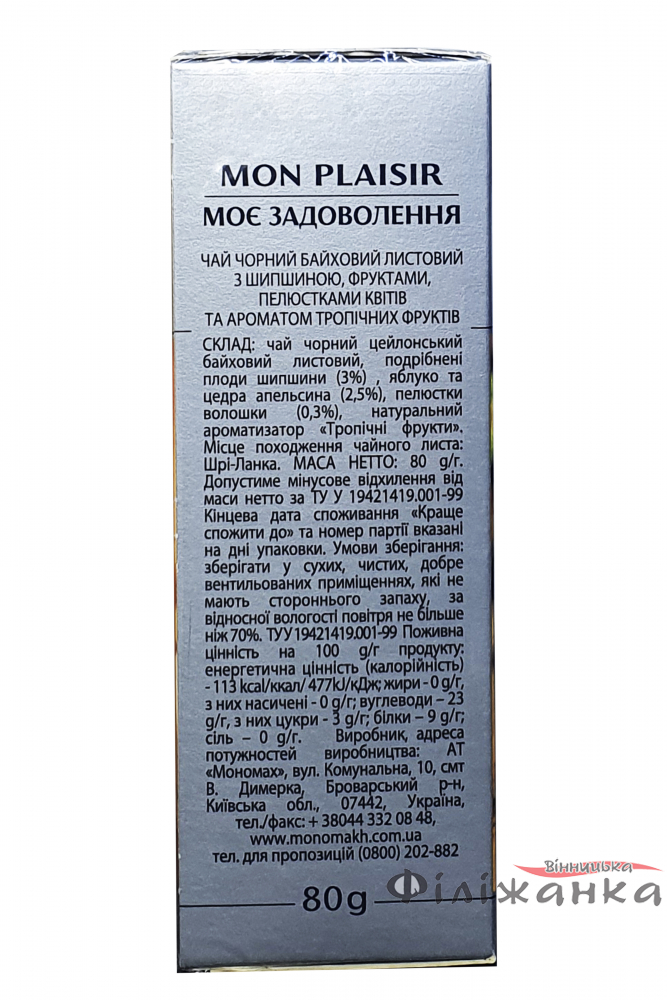 MON PLAISIR
МОЄ ЗАДОВОЛЕННЯ
ЧАЙ ЧОРНИЙ БАЙХОВИЙ ЛИСТОВИЙ
З ШИПШИНОЮ, ФРУКТАМИ,
ПЕЛЮСТКАМИ КВІТІВ
ТА АРОМАТОМ ТРОПІЧНИХ ФРУКТІВ
СКЛАД: чай чорний цейлонський
байховий листовий, подрібнені
плоди шипшини (3%) , яблуко та
цедра апельсина (2,5%), пелюстки
волошки (0,3%), натуральний
ароматизатор «Тропічні фрукти».
Місце походження чайного листа:
Шрі-Ланка. МАСА НЕТТО: 80 g/г.
Допустиме мінусове відхилення від
маси нетто за ТУ У 19421419.001-99
Кінцева дата споживання «Краще
спожити до» та номер партії вказані
на дні упаковки. Умови зберігання:
зберігати у сухих, чистих, добре
вентильованих приміщеннях, які не
мають стороннього запаху, за
відносної вологості повітря не більше
ніж 70%. ТУ У 19421419.001-99 Поживна
цінність на 100 g/г продукту:
енергетична цінність (калорійність)
- 113 kcal/ккал/ 477kJ/кДж; жири - 0 g/г,
з них насичені - 0 g/г; вуглеводи – 23
g/г, з них цукри - 3 g/г; білки – 9 g/г;
сіль – 0 g/г. Виробник, адреса
потужностей виробництва: АТ
«Мономах», вул. Комунальна, 10, смт
В. Димерка, Броварський р-н,
Київська обл., 07442, Україна,
тел./факс: + 38044 332 08 48,
www.monomakh.com.ua
тел. для пропозицій (0800) 202-882
80g
Вінницька
Філіжанка